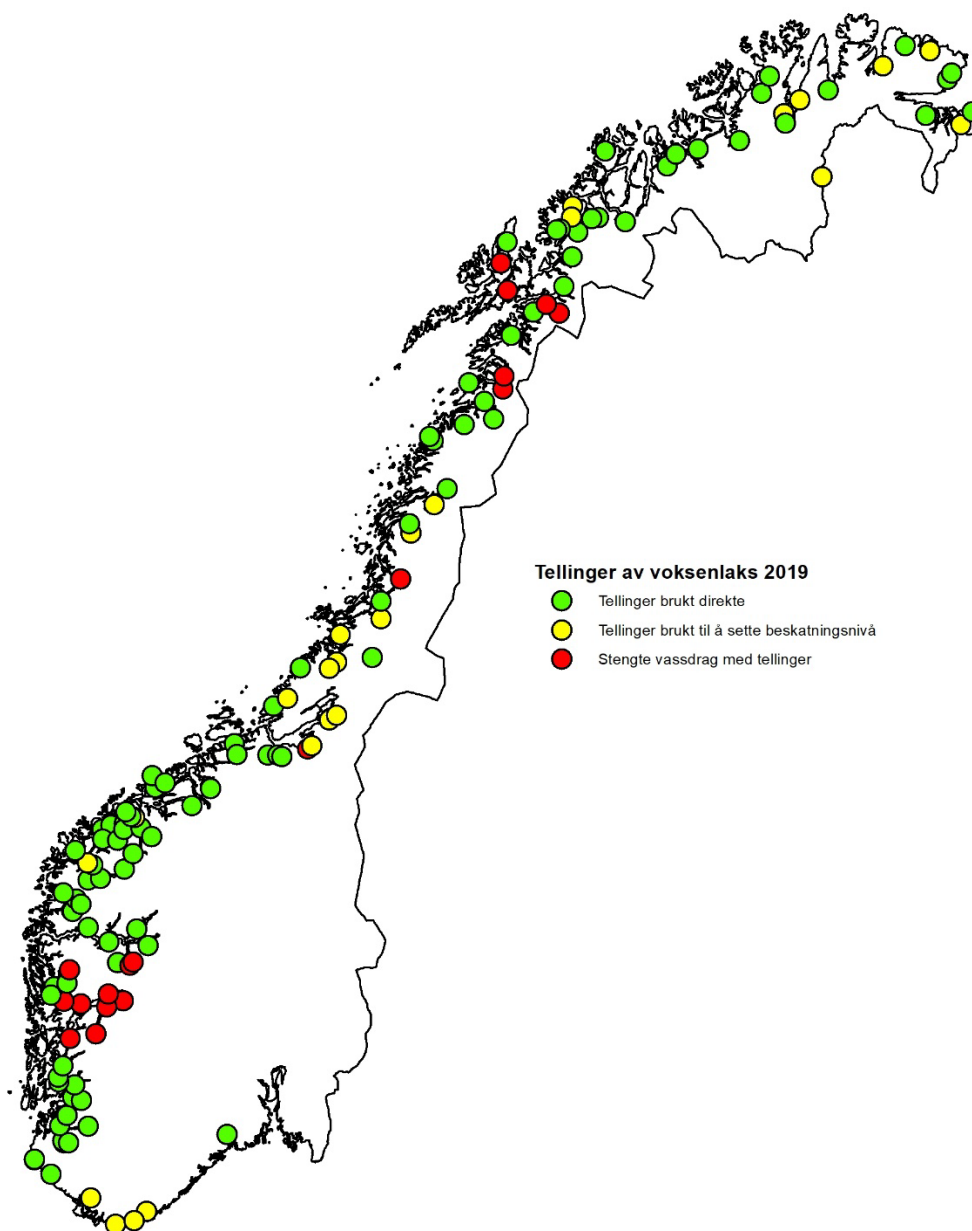 Tellinger av voksenlaks 2019
Tellinger brukt direkte
Tellinger brukt til å sette beskatningsnivå
Stengte vassdrag med tellinger